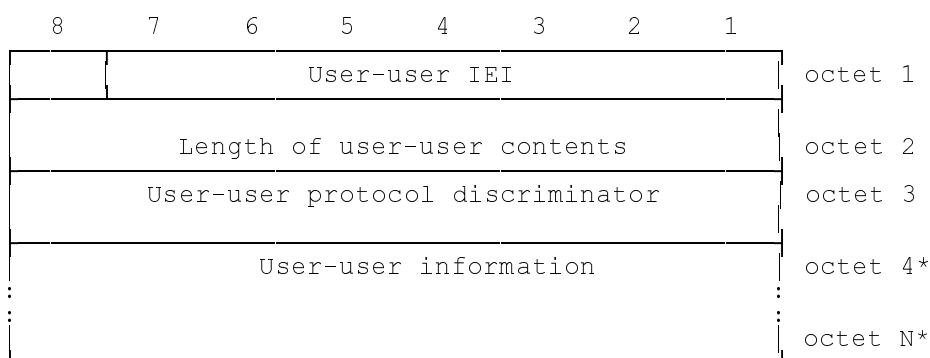 8 7 6 5 4 3 2 1
User-user IEI octet 1
Length of user-user contents octet 2
User-user protocol discriminator octet 3
User-user information octet 4*
octet N*